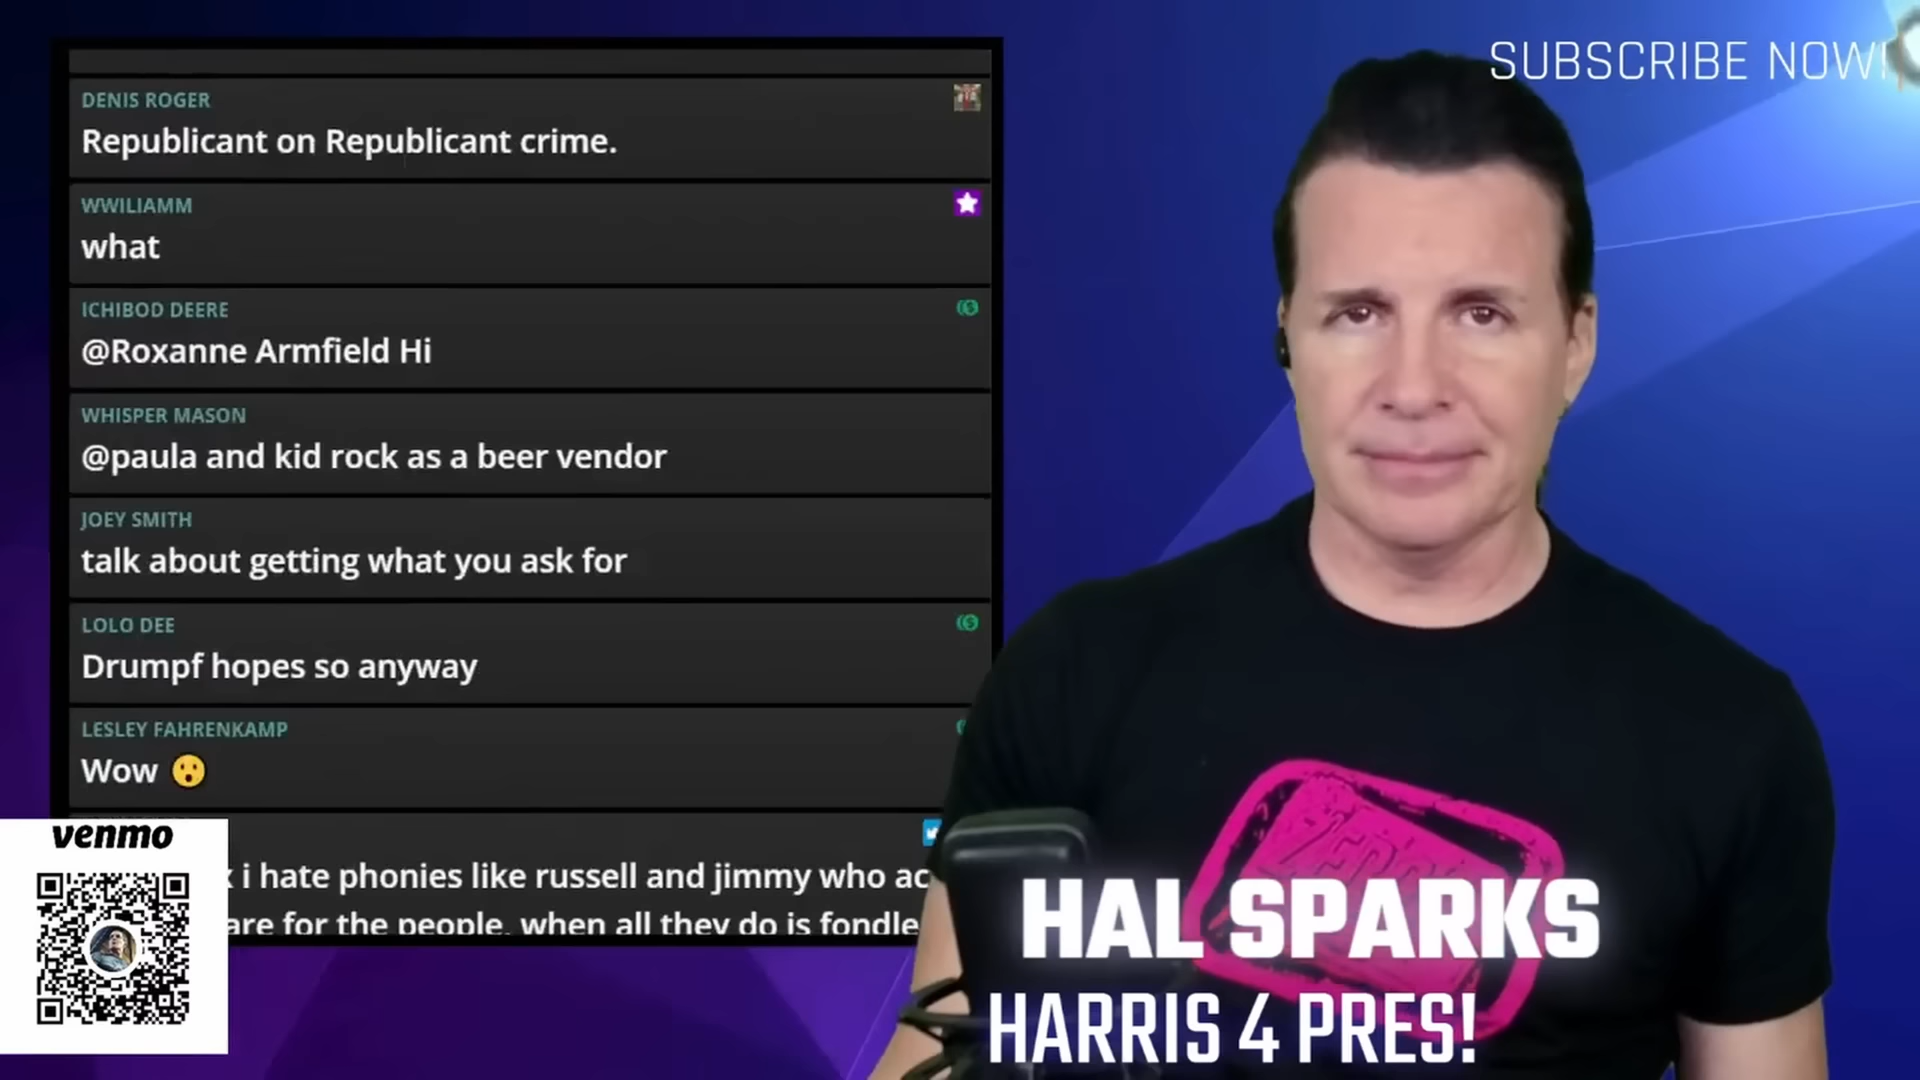 SUBSCRIBE NOW!
DENIS ROGER
Republicant on Republicant crime.
WWILIAMM
what
ICHIBOD DEERE
@Roxanne Armfield Hi
WHISPER MASON
@paula and kid rock as a beer vendor
JOEY SMITH
talk about getting what you ask for
LOLO DEE
Drumpf hopes so anyway
LESLEY FAHRENKAMP
Wow 😮
i hate phonies like russell and jimmy who
for the people, when all they do is fondle
venmo
HAL SPARKS
HARRIS 4 PRES!